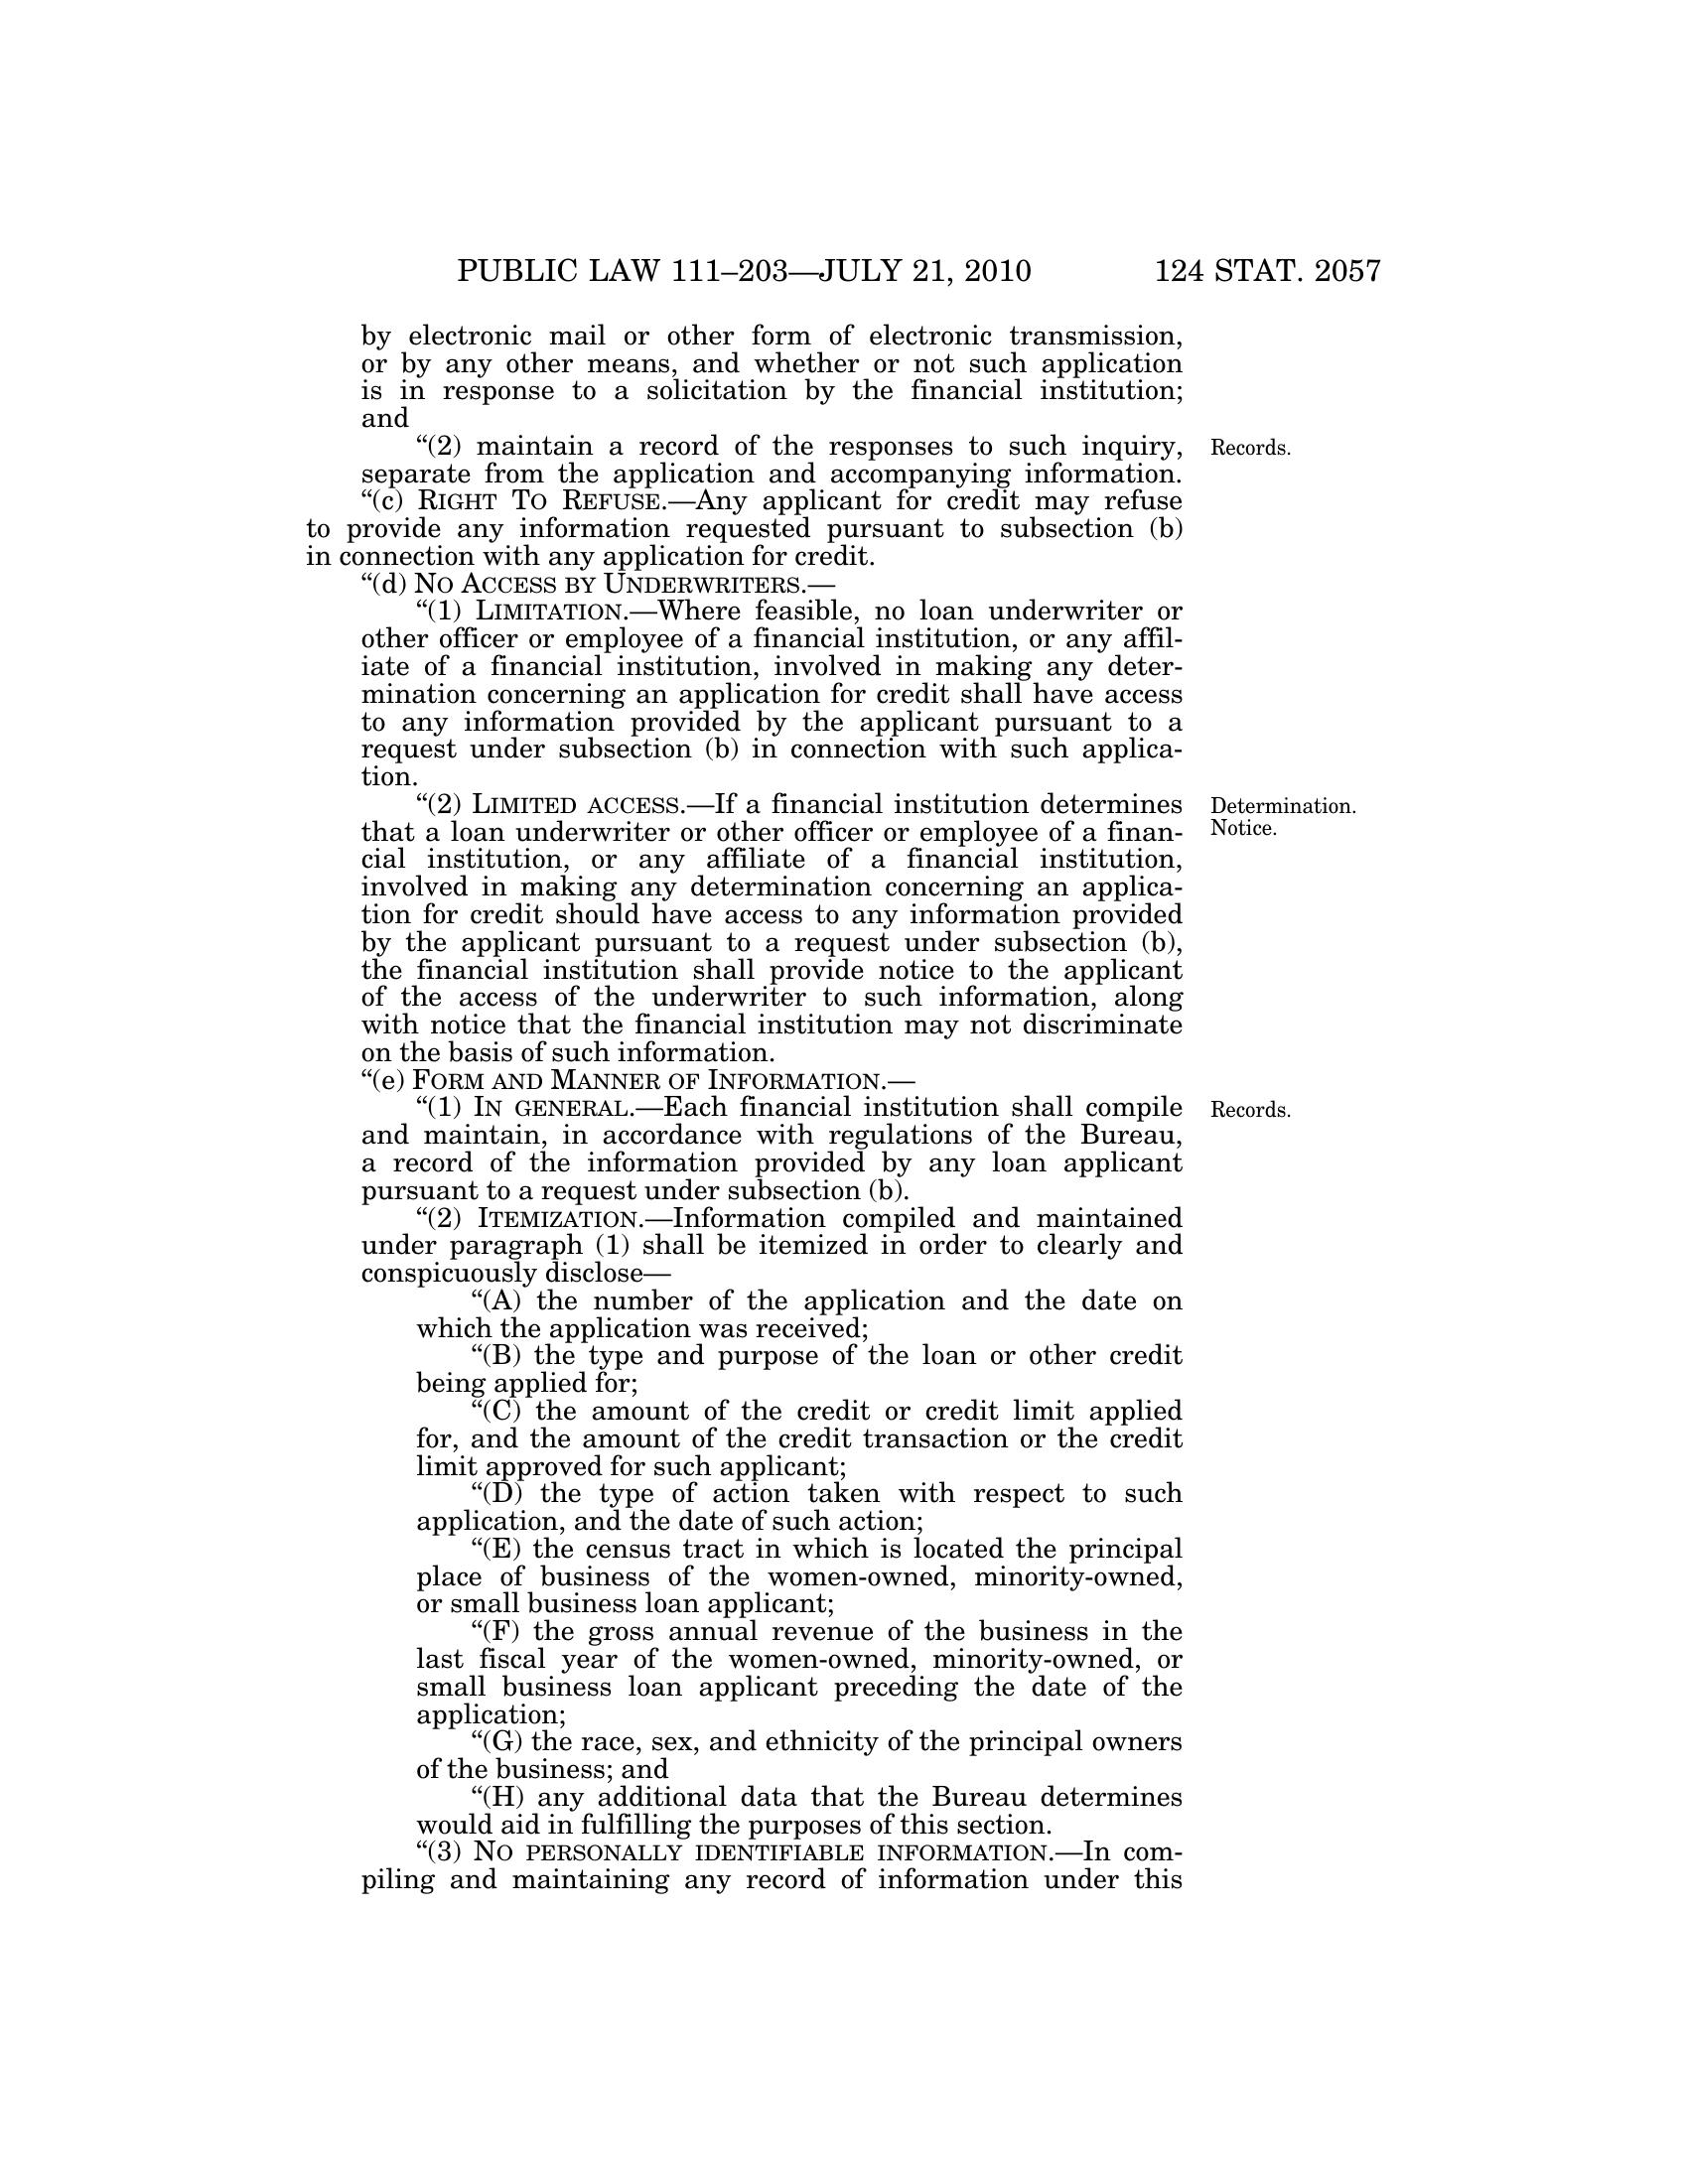 PUBLIC LAW 111–203—JULY 21, 2010 124 STAT. 2057
by electronic mail or other form of electronic transmission,
or by any other means, and whether or not such application
is in response to a solicitation by the financial institution;
and
“(2) maintain a record of the responses to such inquiry,
separate from the application and accompanying information.
Records.
“(c) RIGHT TO REFUSE.—Any applicant for credit may refuse
to provide any information requested pursuant to subsection (b)
in connection with any application for credit.
“(d) NO ACCESS BY UNDERWRITERS.—
“(1) LIMITATION.—Where feasible, no loan underwriter or
other officer or employee of a financial institution, or any affil-
iate of a financial institution, involved in making any deter-
mination concerning an application for credit shall have access
to any information provided by the applicant pursuant to a
request under subsection (b) in connection with such applica-
tion.
“(2) LIMITED ACCESS.—If a financial institution determines
that a loan underwriter or other officer or employee of a finan-
cial institution, or any affiliate of a financial institution,
involved in making any determination concerning an applica-
tion for credit should have access to any information provided
by the applicant pursuant to a request under subsection (b),
the financial institution shall provide notice to the applicant
of the access of the underwriter to such information, along
with notice that the financial institution may not discriminate
on the basis of such information.
Determination.
Notice.
“(e) FORM AND MANNER OF INFORMATION.—
“(1) IN GENERAL.—Each financial institution shall compile
and maintain, in accordance with regulations of the Bureau,
a record of the information provided by any loan applicant
pursuant to a request under subsection (b).
Records.
“(2) ITEMIZATION.—Information compiled and maintained
under paragraph (1) shall be itemized in order to clearly and
conspicuously disclose—
“(A) the number of the application and the date on
which the application was received;
“(B) the type and purpose of the loan or other credit
being applied for;
“(C) the amount of the credit or credit limit applied
for, and the amount of the credit transaction or the credit
limit approved for such applicant;
“(D) the type of action taken with respect to such
application, and the date of such action;
“(E) the census tract in which is located the principal
place of business of the women-owned, minority-owned,
or small business loan applicant;
“(F) the gross annual revenue of the business in the
last fiscal year of the women-owned, minority-owned, or
small business loan applicant preceding the date of the
application;
“(G) the race, sex, and ethnicity of the principal owners
of the business; and
“(H) any additional data that the Bureau determines
would aid in fulfilling the purposes of this section.
“(3) NO PERSONALLY IDENTIFIABLE INFORMATION.—In com-
piling and maintaining any record of information under this